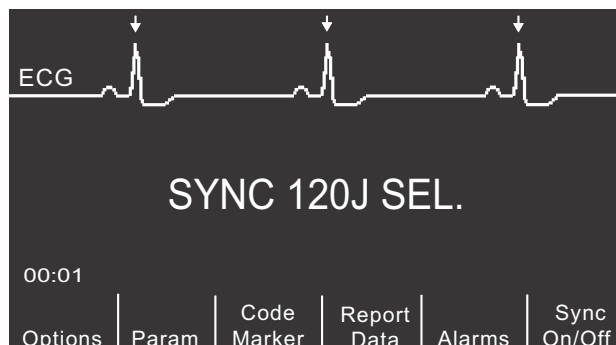 ECG
SYNC 120J SEL.
00:01
Options
Param
Code
Marker
Report
Data
Alarms
Sync
On/Off